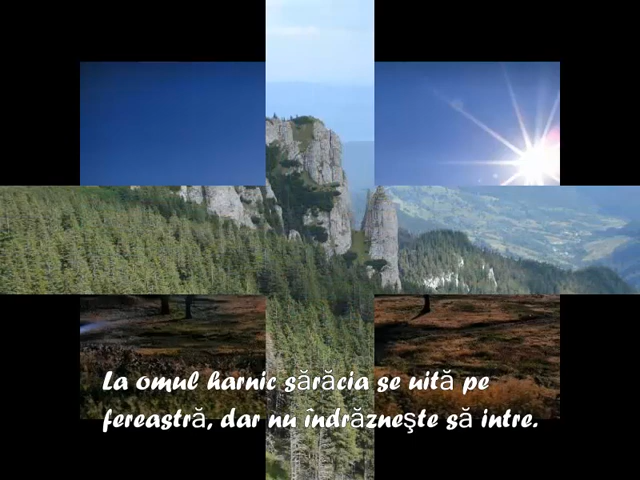 La omul harnic sărăcia se uită pe
fereastră, dar nu îndrăzneşte să intre.